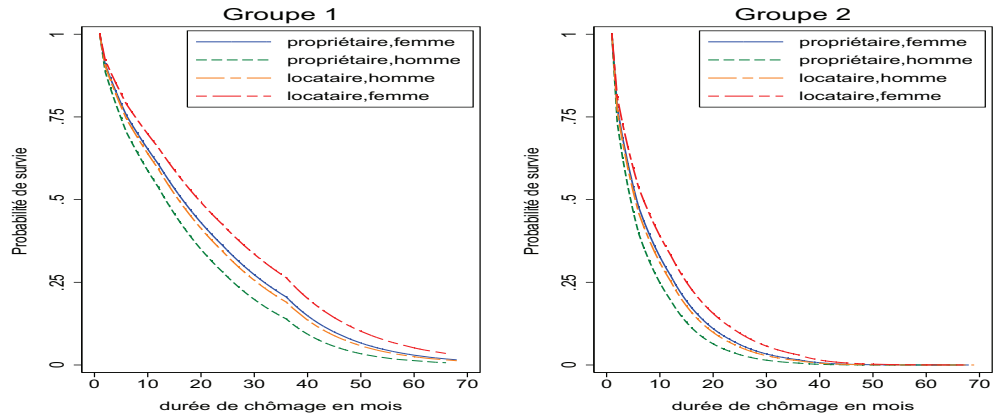 Groupe 1
propriétaire,femme
propriétaire,homme
locataire,homme
locataire,femme
Probabilité de survie
1
.75
.5
.25
0
0 10 20 30 40 50 60 70
durée de chômage en mois
Groupe 2
propriétaire,femme
propriétaire,homme
locataire,homme
locataire,femme
Probabilité de survie
1
.75
.5
.25
0
0 10 20 30 40 50 60 70
durée de chômage en mois